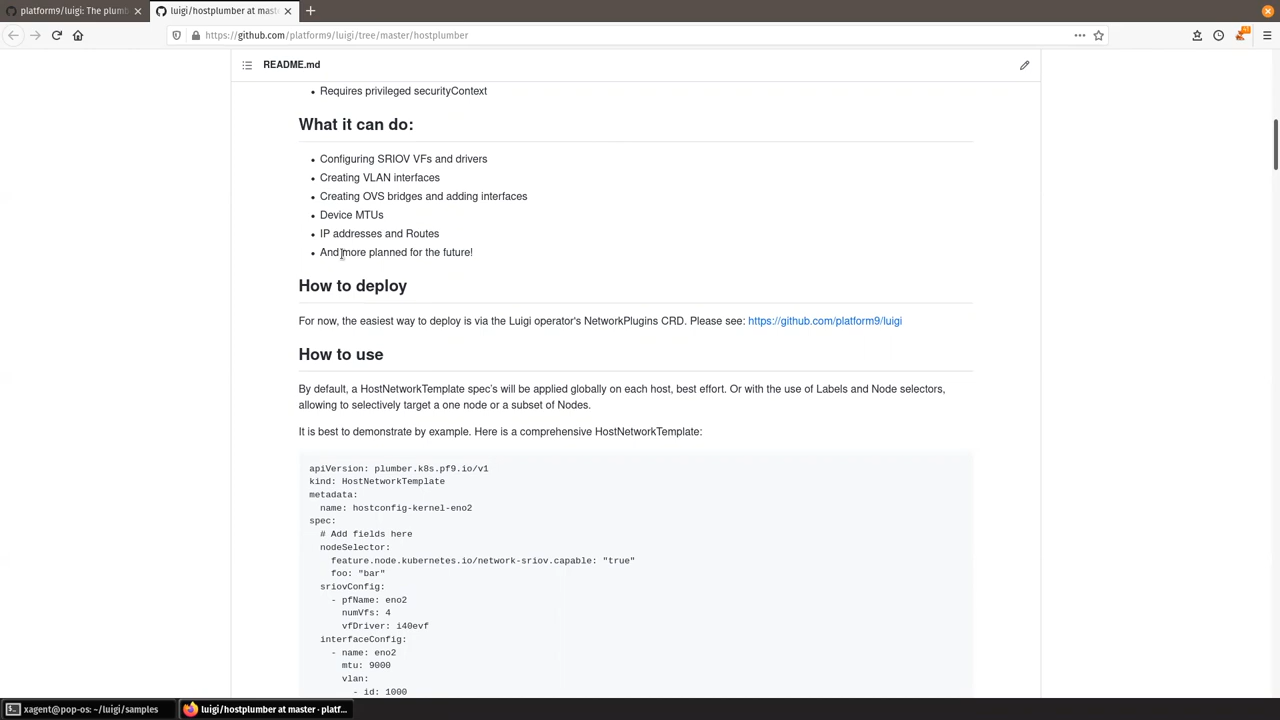 platform9/luigi: The plumb
luigi/hostplumber at mast
https://github.com/platform9/luigi/tree/master/hostplumber
README.md
Requires privileged securityContext
What it can do:
Configuring SRIOV VFs and drivers
Creating VLAN interfaces
Creating OVS bridges and adding interfaces
Device MTUs
IP addresses and Routes
And more planned for the future!
How to deploy
For now, the easiest way to deploy is via the Luigi operator's NetworkPlugins CRD. Please see: https://github.com/platform9/luigi
How to use
By default, a HostNetworkTemplate spec's will be applied globally on each host, best effort. Or with the use of Labels and Node selectors,
allowing to selectively target a one node or a subset of Nodes.
It is best to demonstrate by example. Here is a comprehensive HostNetworkTemplate:
apiVersion: plumber.k8s.pf9.io/v1
kind: HostNetworkTemplate
metadata:
name: hostconfig-kernel-eno2
spec:
# Add fields here
nodeSelector:
feature.node.kubernetes.io/network-sriov.capable: "true"
foo: "bar"
sriovConfig:
- pfName: eno2
numVfs: 4
vfDriver: i40evf
interfaceConfig:
- name: eno2
mtu: 9000
vlan:
- id: 1000
xagent@pop-os: ~/luigi/samples
luigi/hostplumber at master · platf...